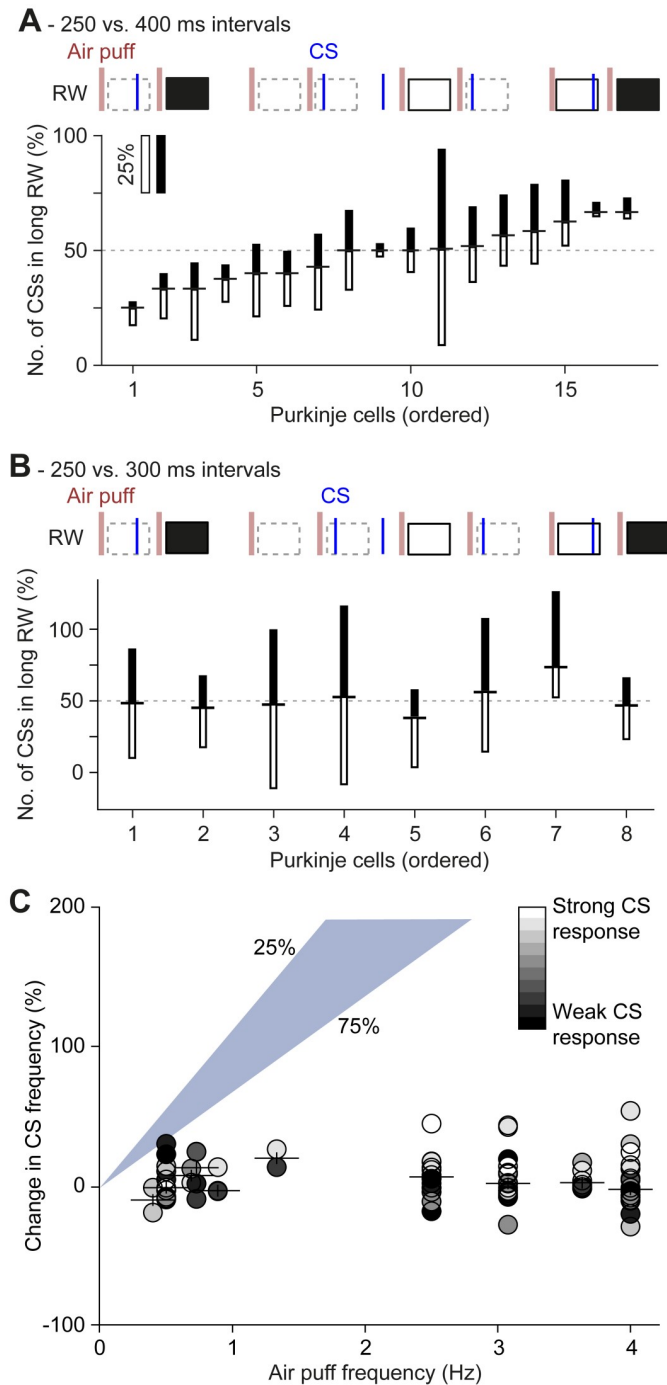 A - 250 vs. 400 ms intervals
Air puff CS
RW
No. of CSs in long RW (%)
100
50
0
25%
1 5 10 15
Purkinje cells (ordered)
B - 250 vs. 300 ms intervals
Air puff CS
RW
No. of CSs in long RW (%)
100
50
0
1 2 3 4 5 6 7 8
Purkinje cells (ordered)
C
Change in CS frequency (%)
200
100
0
-100
25%
75%
Strong CS
response
Weak CS
response
0 1 2 3 4
Air puff frequency (Hz)